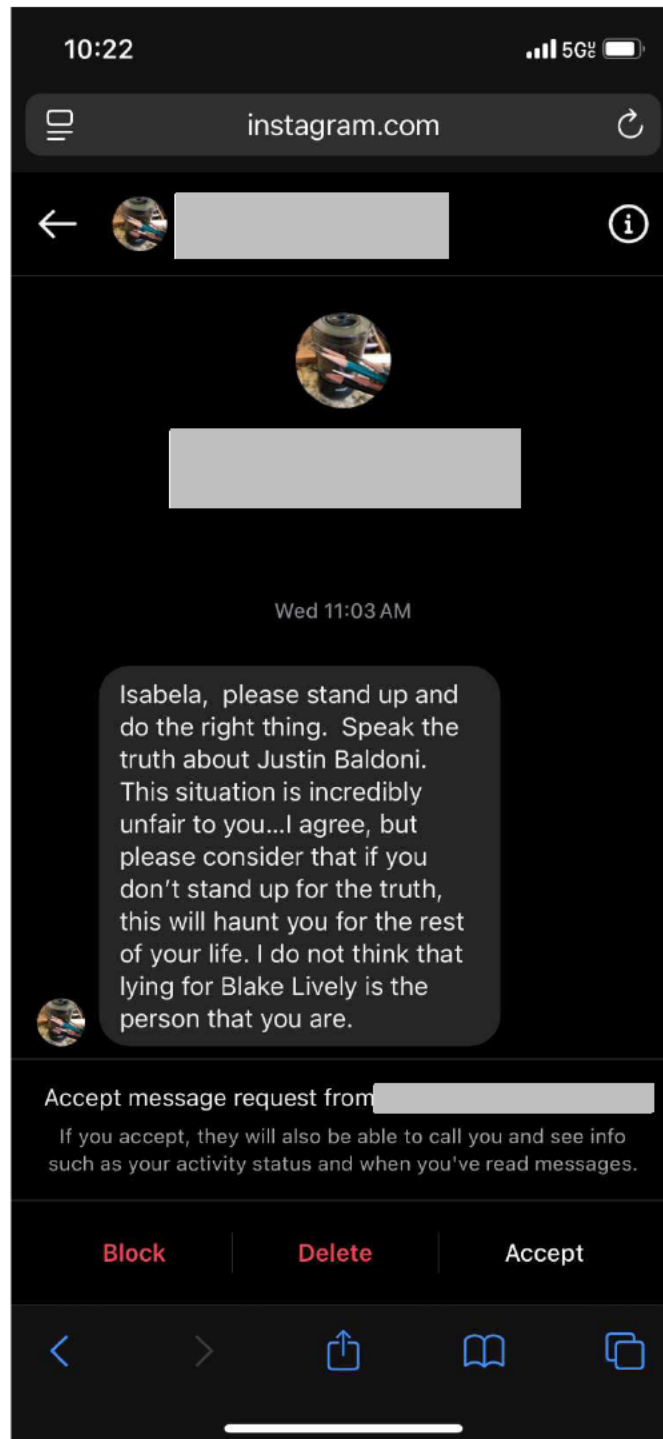 10:22
5G
instagram.com
Wed 11:03 AM
Isabela,  please stand up and
do the right thing.  Speak the
truth about Justin Baldoni.
This situation is incredibly
unfair to you...I agree, but
please consider that if you
don't stand up for the truth,
this will haunt you for the rest
of your life. I do not think that
lying for Blake Lively is the
person that you are.
Accept message request from
If you accept, they will also be able to call you and see info
such as your activity status and when you've read messages.
Block
Delete
Accept